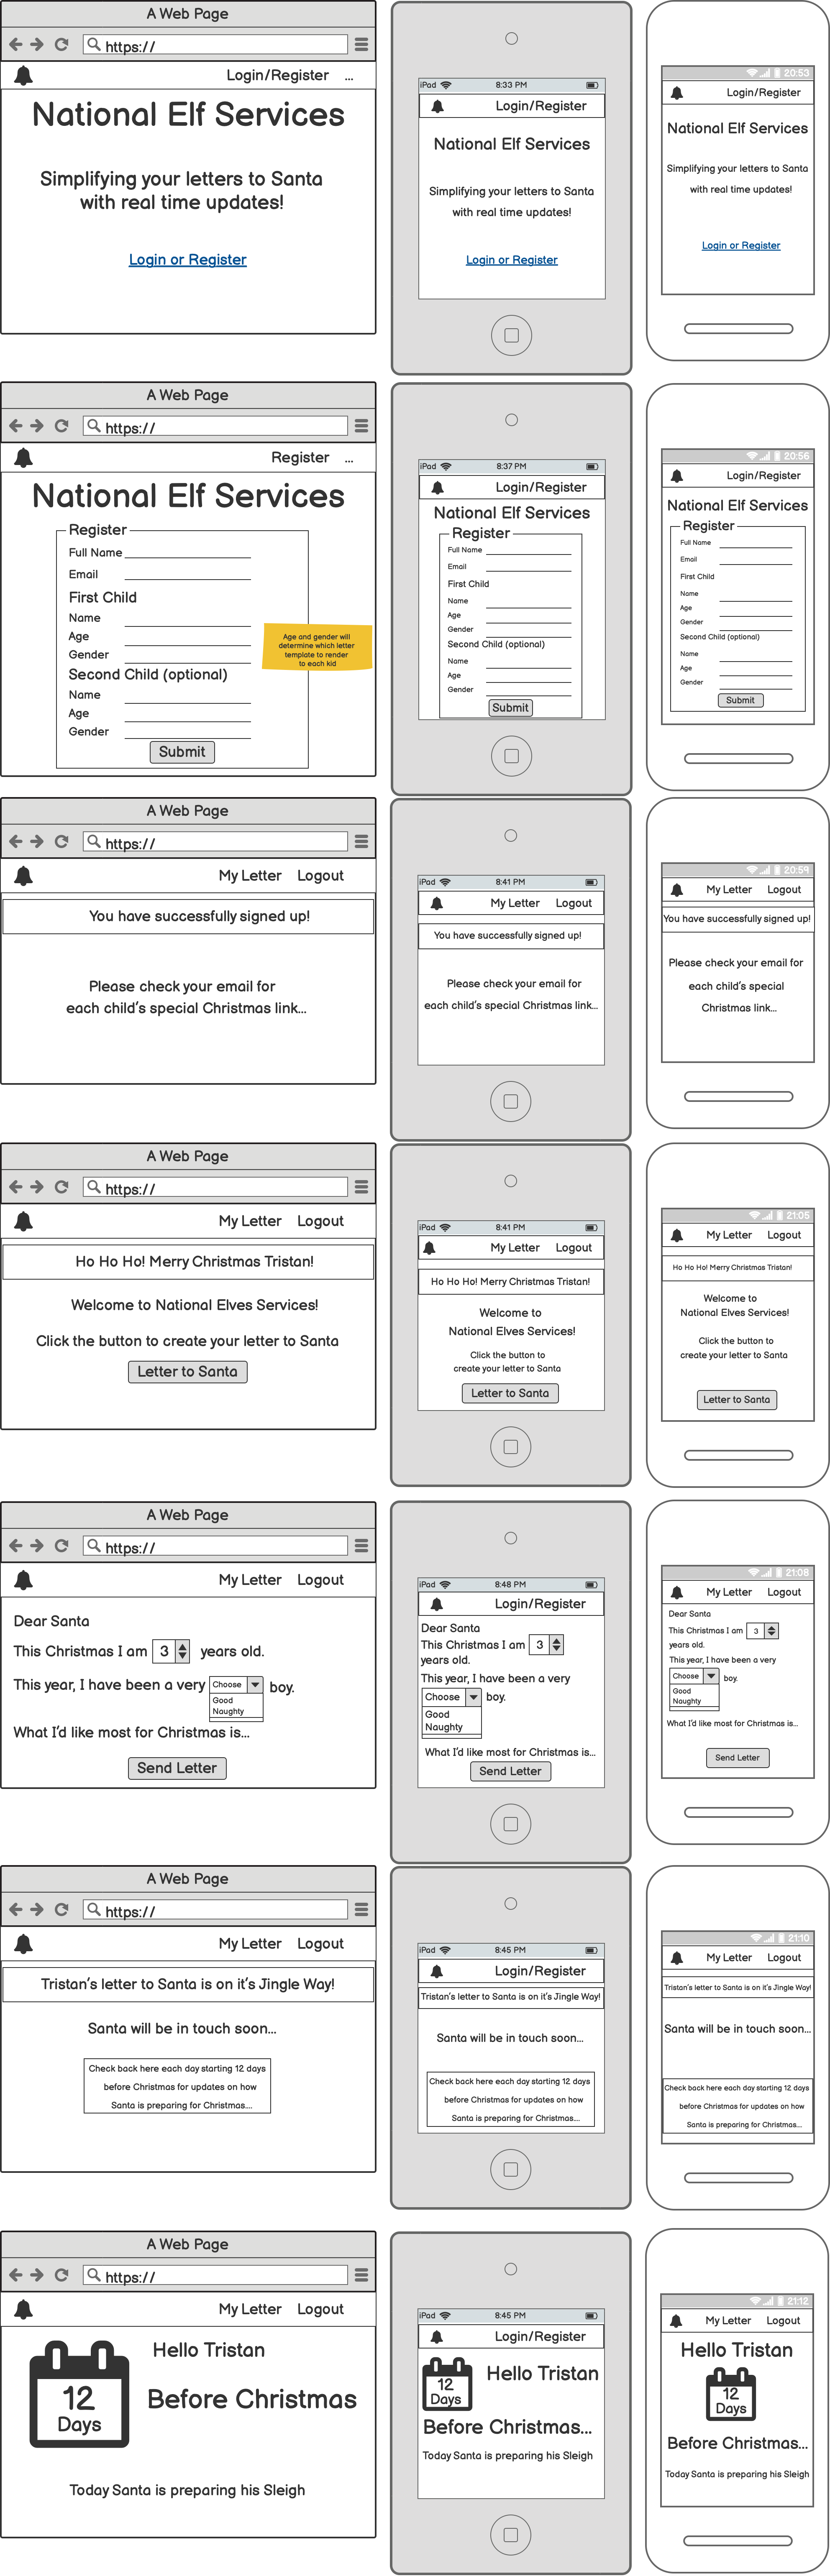 A Web Page
https://
Login/Register ...
National Elf Services
Simplifying your letters to Santa
with real time updates!
Login or Register
iPad 8:33 PM
Login/Register
National Elf Services
Simplifying your letters to Santa
with real time updates!
Login or Register
20:53
Login/Register
National Elf Services
Simplifying your letters to Santa
with real time updates!
Login or Register
A Web Page
https://
Register ...
National Elf Services
Register
Full Name
Email
First Child
Name
Age
Gender
Second Child (optional)
Name
Age
Gender
Submit
Age and gender will
determine which letter
template to render
to each kid
iPad 8:37 PM
Login/Register
National Elf Services
Register
Full Name
Email
First Child
Name
Age
Gender
Second Child (optional)
Name
Age
Gender
Submit
20:56
Login/Register
National Elf Services
Register
Full Name
Email
First Child
Name
Age
Gender
Second Child (optional)
Name
Age
Gender
Submit
A Web Page
https://
My Letter Logout
You have successfully signed up!
Please check your email for
each child's special Christmas link...
iPad 8:41 PM
My Letter Logout
You have successfully signed up!
Please check your email for
each child's special Christmas link...
20:59
My Letter Logout
You have successfully signed up!
Please check your email for
each child's special
Christmas link...
A Web Page
https://
My Letter Logout
Ho Ho Ho! Merry Christmas Tristan!
Welcome to National Elves Services!
Click the button to create your letter to Santa
Letter to Santa
iPad 8:41 PM
My Letter Logout
Ho Ho Ho! Merry Christmas Tristan!
Welcome to
National Elves Services!
Click the button to
create your letter to Santa
Letter to Santa
21:05
My Letter Logout
Ho Ho Ho! Merry Christmas Tristan!
Welcome to
National Elves Services!
Click the button to
create your letter to Santa
Letter to Santa
A Web Page
https://
My Letter Logout
Dear Santa
This Christmas I am 3 years old.
This year, I have been a very Choose boy.
Good
Naughty
What I'd like most for Christmas is...
Send Letter
iPad 8:48 PM
Login/Register
Dear Santa
This Christmas I am 3
years old.
This year, I have been a very
Choose boy.
Good
Naughty
What I'd like most for Christmas is...
Send Letter
21:08
My Letter Logout
Dear Santa
This Christmas I am 3
years old.
This year, I have been a very
Choose boy.
Good
Naughty
What I'd like most for Christmas is...
Send Letter
A Web Page
https://
My Letter Logout
Tristan's letter to Santa is on it's Jingle Way!
Santa will be in touch soon...
Check back here each day starting 12 days
before Christmas for updates on how
Santa is preparing for Christmas....
iPad 8:45 PM
Login/Register
Tristan's letter to Santa is on it's Jingle Way!
Santa will be in touch soon...
Check back here each day starting 12 days
before Christmas for updates on how
Santa is preparing for Christmas....
21:10
My Letter Logout
Tristan's letter to Santa is on it's Jingle Way!
Santa will be in touch soon...
Check back here each day starting 12 days
before Christmas for updates on how
Santa is preparing for Christmas....
A Web Page
https://
My Letter Logout
Hello Tristan
12
Days
Before Christmas
Today Santa is preparing his Sleigh
iPad 8:45 PM
Login/Register
12
Days
Hello Tristan
Before Christmas...
Today Santa is preparing his Sleigh
21:12
My Letter Logout
Hello Tristan
12
Days
Before Christmas...
Today Santa is preparing his Sleigh